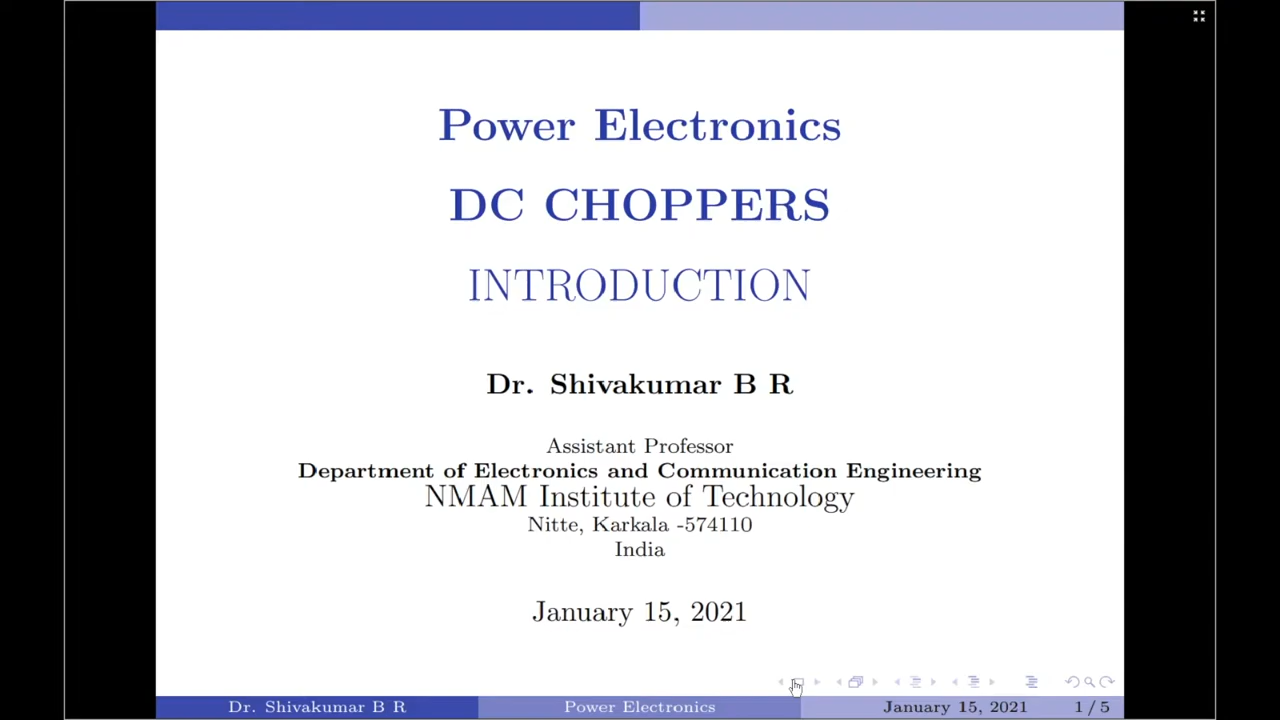 Power Electronics
DC CHOPPERS
INTRODUCTION
Dr. Shivakumar B R
Assistant Professor
Department of Electronics and Communication Engineering
NMAM Institute of Technology
Nitte, Karkala -574110
India
January 15, 2021
Dr. Shivakumar B R Power Electronics January 15, 2021 1 / 5